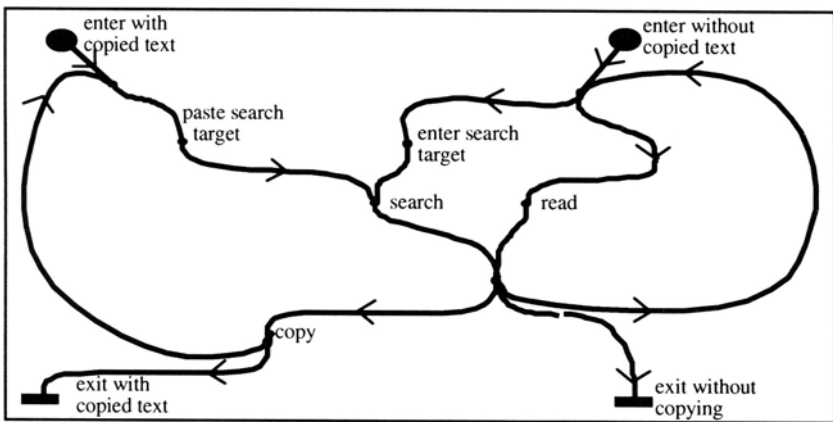 enter with
copied text
enter without
copied text
paste search
target
enter search
target
search
read
copy
exit with
copied text
exit without
copying